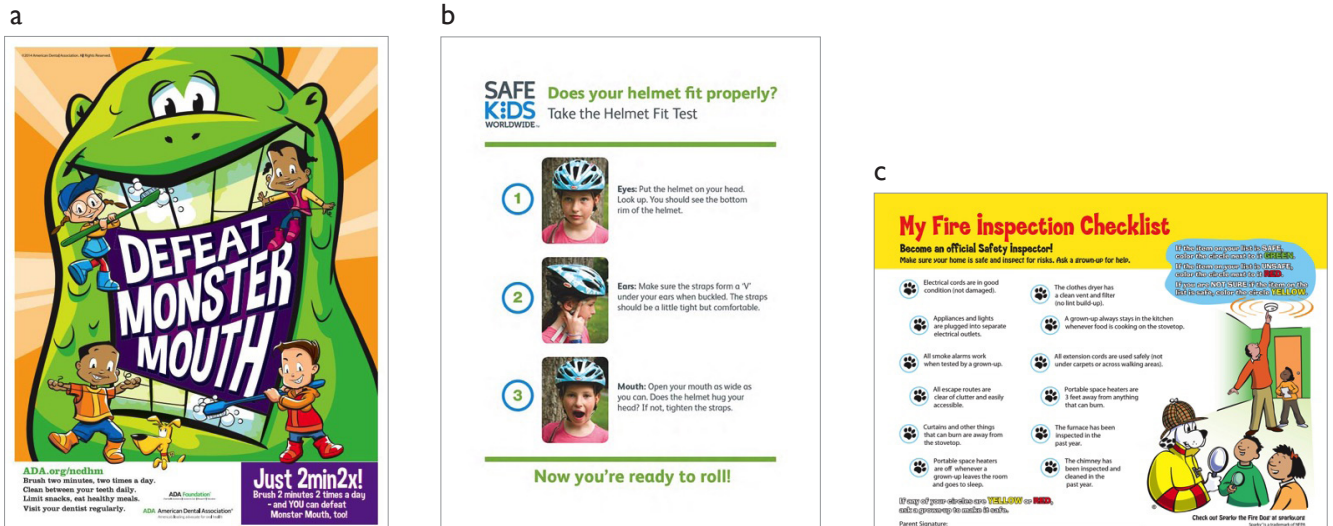 a
©2014 American Dental Association. All Rights Reserved.
DEFEAT
MONSTER
MOUTH
ADA.org/ncdhm
Brush two minutes, two times a day.
Clean between your teeth daily.
Limit snacks, eat healthy meals.
Visit your dentist regularly.
ADA Foundation
ADA American Dental Association®
Just 2min2x!
Brush 2 minutes 2 times a day
- and YOU can defeat
Monster Mouth, too!
b
SAFE
KIDS
WORLDWIDE™
Does your helmet fit properly?
Take the Helmet Fit Test
1
Eyes: Put the helmet on your head.
Look up. You should see the bottom
rim of the helmet.
2
Ears: Make sure the straps form a 'V'
under your ears when buckled. The straps
should be a little tight but comfortable.
3
Mouth: Open your mouth as wide as
you can. Does the helmet hug your
head? If not, tighten the straps.
Now you're ready to roll!
c
My Fire Inspection Checklist
Become an official Safety Inspector!
Make sure your home is safe and inspect for risks. Ask a grown-up for help.
If the item on your list is SAFE,
color the circle next to it GREEN.
If the item on your list is UNSAFE,
color the circle next to it RED.
If you are NOT SURE if the item on the
list is safe, color the circle YELLOW.
Electrical cords are in good
condition (not damaged).
Appliances and lights
are plugged into separate
electrical outlets.
All smoke alarms work
when tested by a grown-up.
All escape routes are
clear of clutter and easily
accessible.
Curtains and other things
that can burn are away from
the stovetop.
Portable space heaters
are off whenever a
grown-up leaves the room
and goes to sleep.
The clothes dryer has
a clean vent and filter
(no lint build-up).
A grown-up always stays in the kitchen
whenever food is cooking on the stovetop.
All extension cords are used safely (not
under carpets or across walking areas).
Portable space heaters are
3 feet away from anything
that can burn.
The furnace has been
inspected in the
past year.
The chimney has
been inspected and
cleaned in the
past year.
If any of your circles are YELLOW or RED,
ask a grown-up to make it safe.
Parent Signature:
Check out Sparky the Fire Dog® at sparky.org
Sparky® is a trademark of NFPA